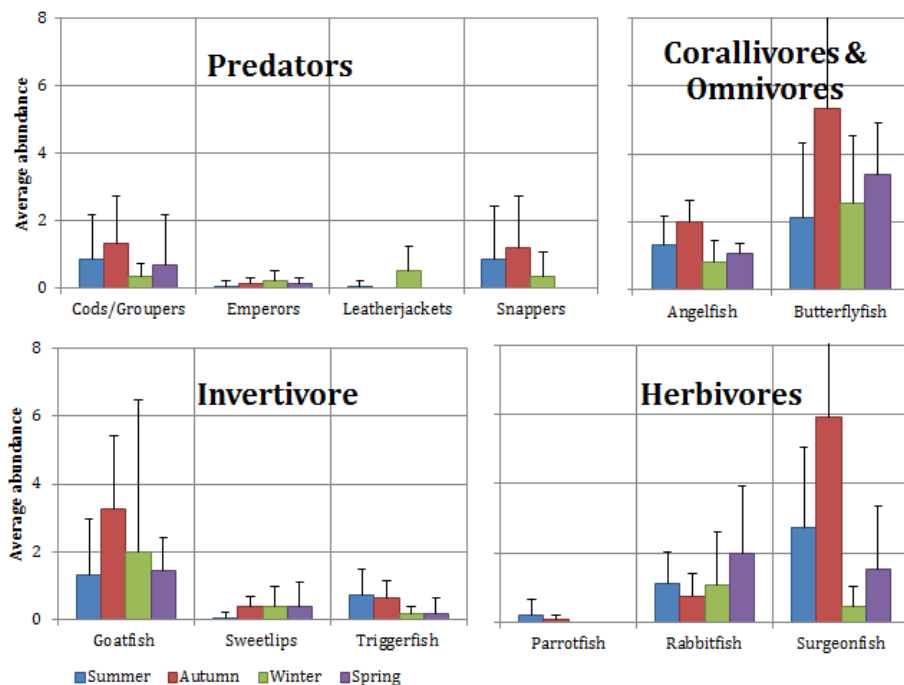 Predators
Average abundance
8
6
4
2
0
Cods/Groupers Emperors Leatherjackets Snappers
Corallivores &
Omnivores
Angelfish Butterflyfish
Invertivore
Average abundance
8
6
4
2
0
Goatfish Sweetlips Triggerfish
Herbivores
Parrotfish Rabbitfish Surgeonfish
Summer Autumn Winter Spring